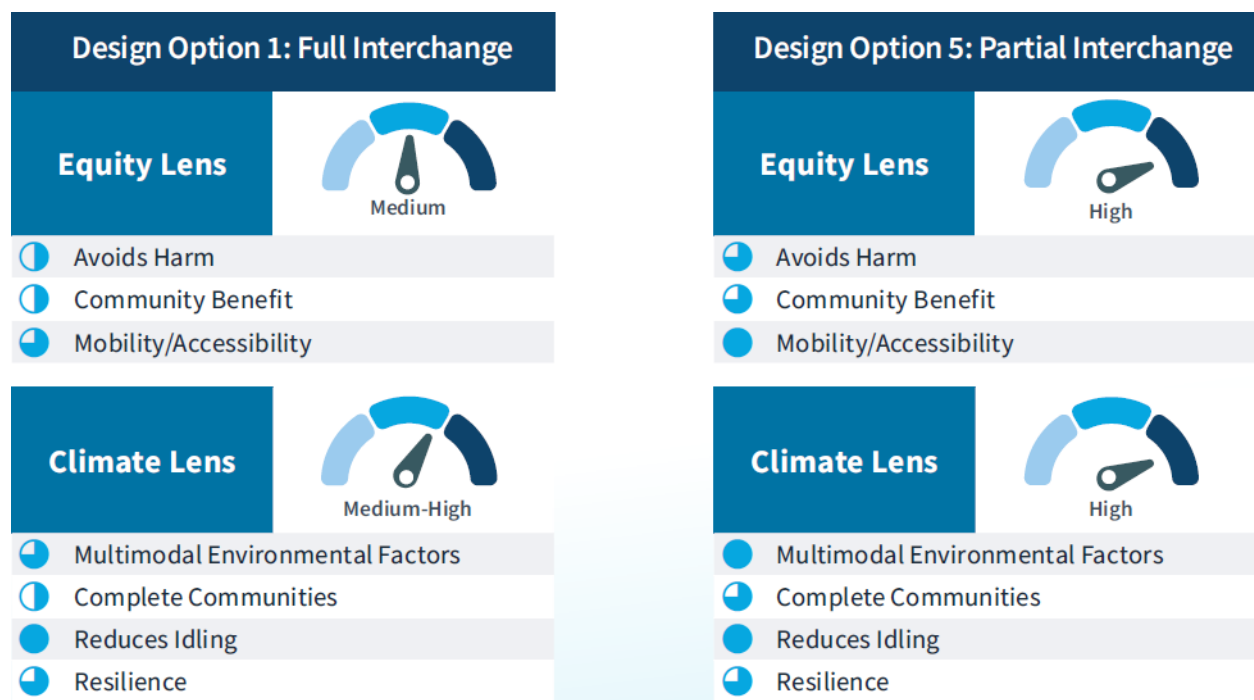 Design Option 1: Full Interchange
Equity Lens
Medium
Avoids Harm
Community Benefit
Mobility/Accessibility
Climate Lens
Medium-High
Multimodal Environmental Factors
Complete Communities
Reduces Idling
Resilience
Design Option 5: Partial Interchange
Equity Lens
High
Avoids Harm
Community Benefit
Mobility/Accessibility
Climate Lens
High
Multimodal Environmental Factors
Complete Communities
Reduces Idling
Resilience